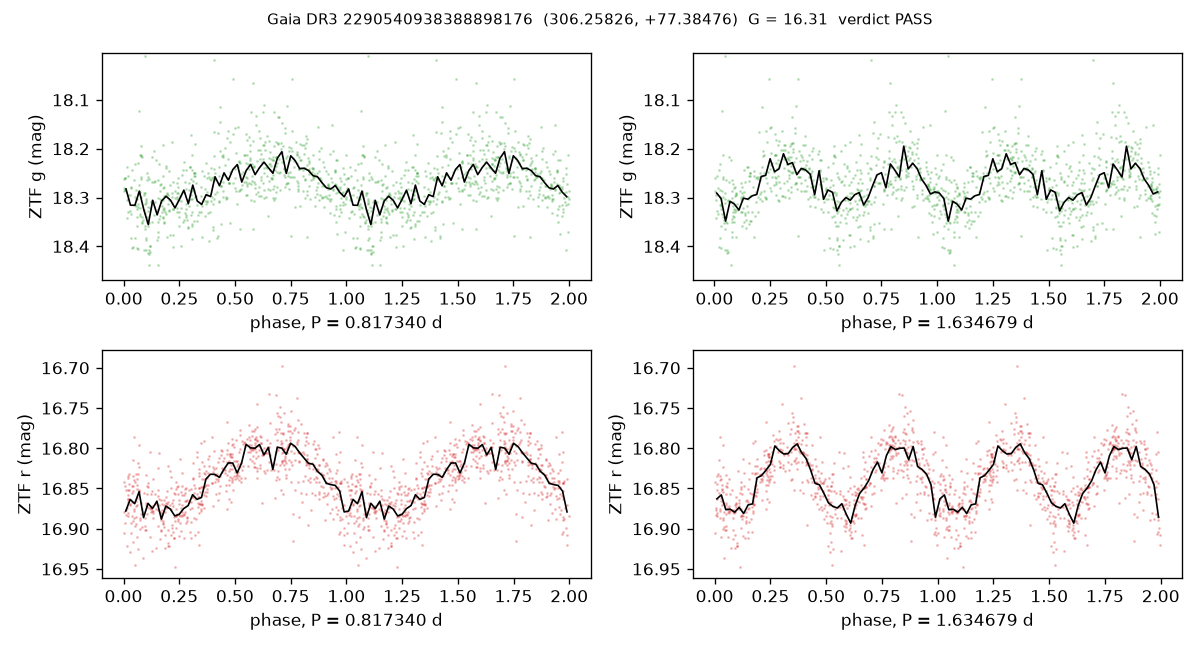 Gaia DR3 2290540938388898176 (306.25826, +77.38476) G = 16.31 verdict PASS
ZTF g (mag)
18.1
18.2
18.3
18.4
0.00 0.25 0.50 0.75 1.00 1.25 1.50 1.75 2.00
phase, P = 0.817340 d
ZTF g (mag)
18.1
18.2
18.3
18.4
0.00 0.25 0.50 0.75 1.00 1.25 1.50 1.75 2.00
phase, P = 1.634679 d
ZTF r (mag)
16.70
16.75
16.80
16.85
16.90
16.95
0.00 0.25 0.50 0.75 1.00 1.25 1.50 1.75 2.00
phase, P = 0.817340 d
ZTF r (mag)
16.70
16.75
16.80
16.85
16.90
16.95
0.00 0.25 0.50 0.75 1.00 1.25 1.50 1.75 2.00
phase, P = 1.634679 d